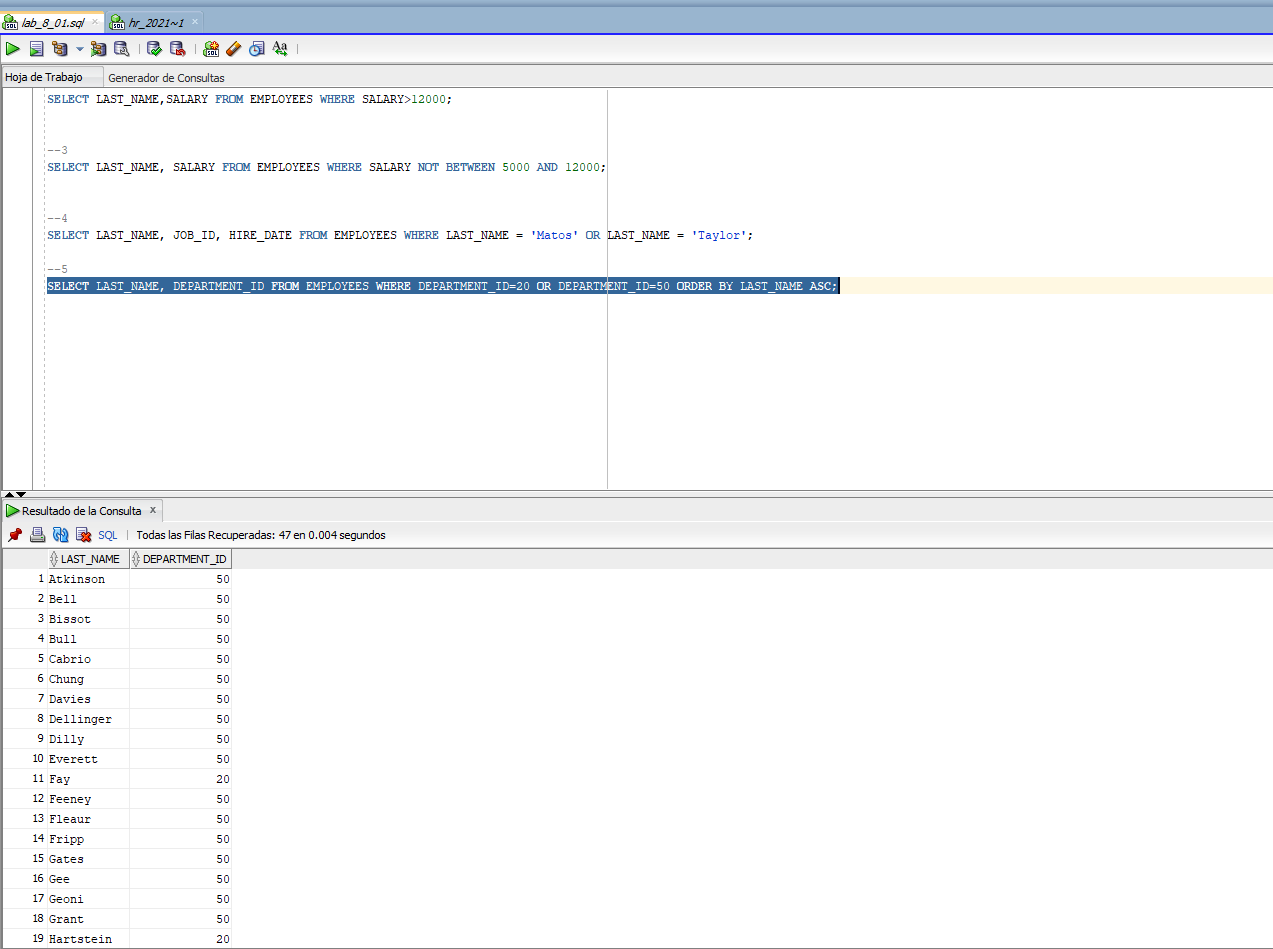 lab_8_01.sql × hr_2021~1 ×
Hoja de Trabajo Generador de Consultas
SELECT LAST_NAME,SALARY FROM EMPLOYEES WHERE SALARY>12000;
--3
SELECT LAST_NAME, SALARY FROM EMPLOYEES WHERE SALARY NOT BETWEEN 5000 AND 12000;
--4
SELECT LAST_NAME, JOB_ID, HIRE_DATE FROM EMPLOYEES WHERE LAST_NAME = 'Matos' OR LAST_NAME = 'Taylor';
--5
SELECT LAST_NAME, DEPARTMENT_ID FROM EMPLOYEES WHERE DEPARTMENT_ID=20 OR DEPARTMENT_ID=50 ORDER BY LAST_NAME ASC;
Resultado de la Consulta ×
SQL | Todas las Filas Recuperadas: 47 en 0.004 segundos
LAST_NAME DEPARTMENT_ID
1 Atkinson 50
2 Bell 50
3 Bissot 50
4 Bull 50
5 Cabrio 50
6 Chung 50
7 Davies 50
8 Dellinger 50
9 Dilly 50
10 Everett 50
11 Fay 20
12 Feeney 50
13 Fleaur 50
14 Fripp 50
15 Gates 50
16 Gee 50
17 Geoni 50
18 Grant 50
19 Hartstein 20